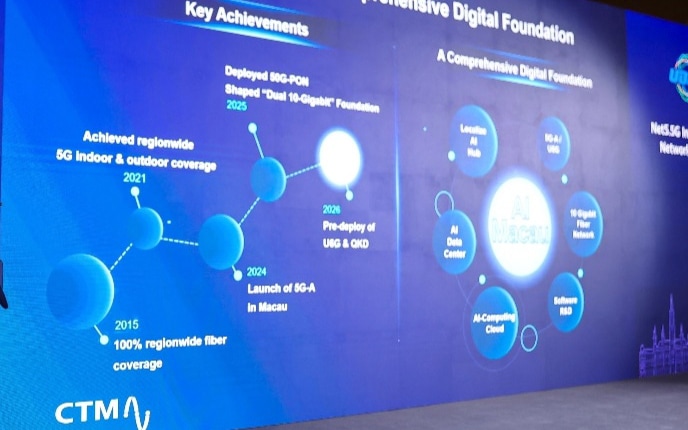 Key Achievements
Deployed 50G-PON
Shaped "Dual 10-Gigabit" Foundation
2025
Achieved regionwide
5G indoor & outdoor coverage
2021
2026
Pre-deploy of
U6G & QKD
2024
Launch of 5G-A
in Macau
2015
100% regionwide fiber
coverage
CTM
Digital Foundation
A Comprehensive Digital Foundation
Location
AI
Hub
5G-A /
U6G
AI
Macau
10 Gigabit
Fiber
Network
AI
Data
Center
Software
R&D
AI-Computing
Cloud
Net5.5G